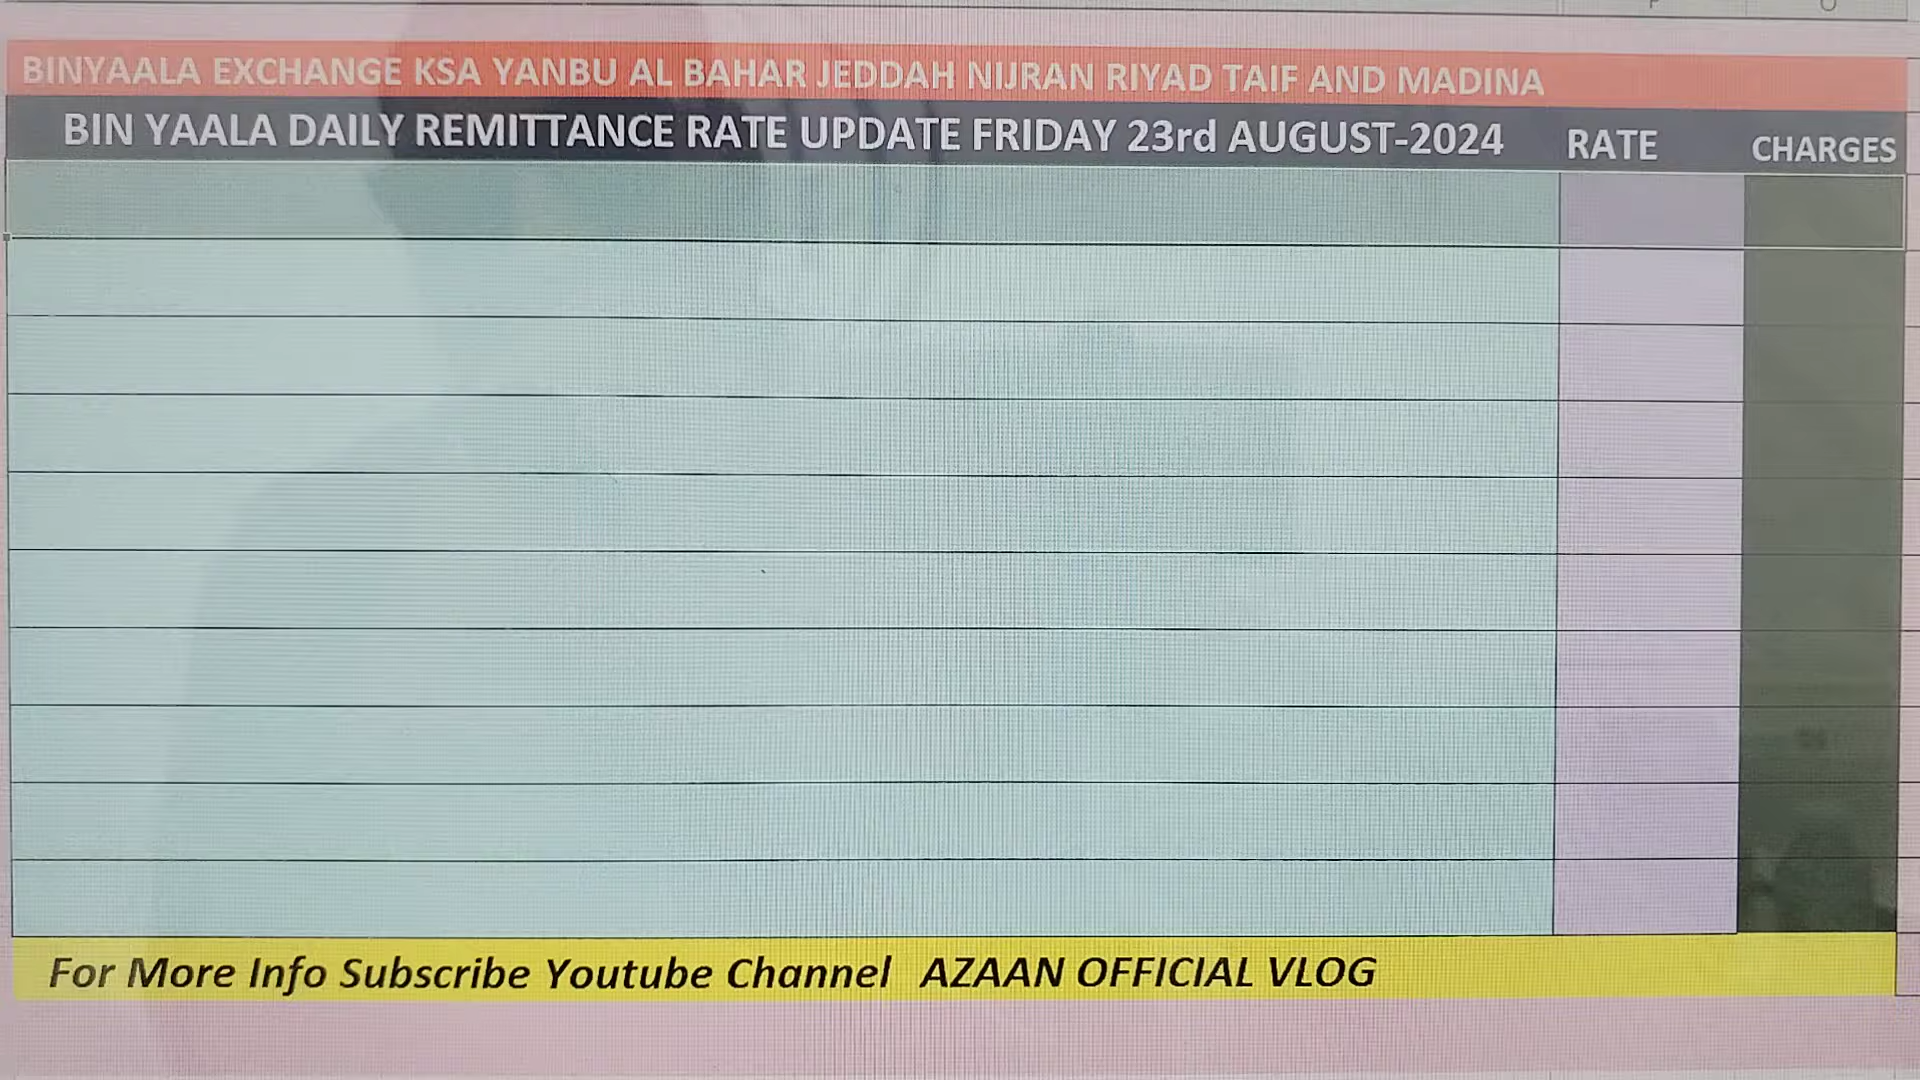 BINYAALA EXCHANGE KSA YANBU AL BAHAR JEDDAH NIJRAN RIYAD TAIF AND MADINA
BIN YAALA DAILY REMITTANCE RATE UPDATE FRIDAY 23rd AUGUST-2024 RATE CHARGES
For More Info Subscribe Youtube Channel AZAAN OFFICIAL VLOG